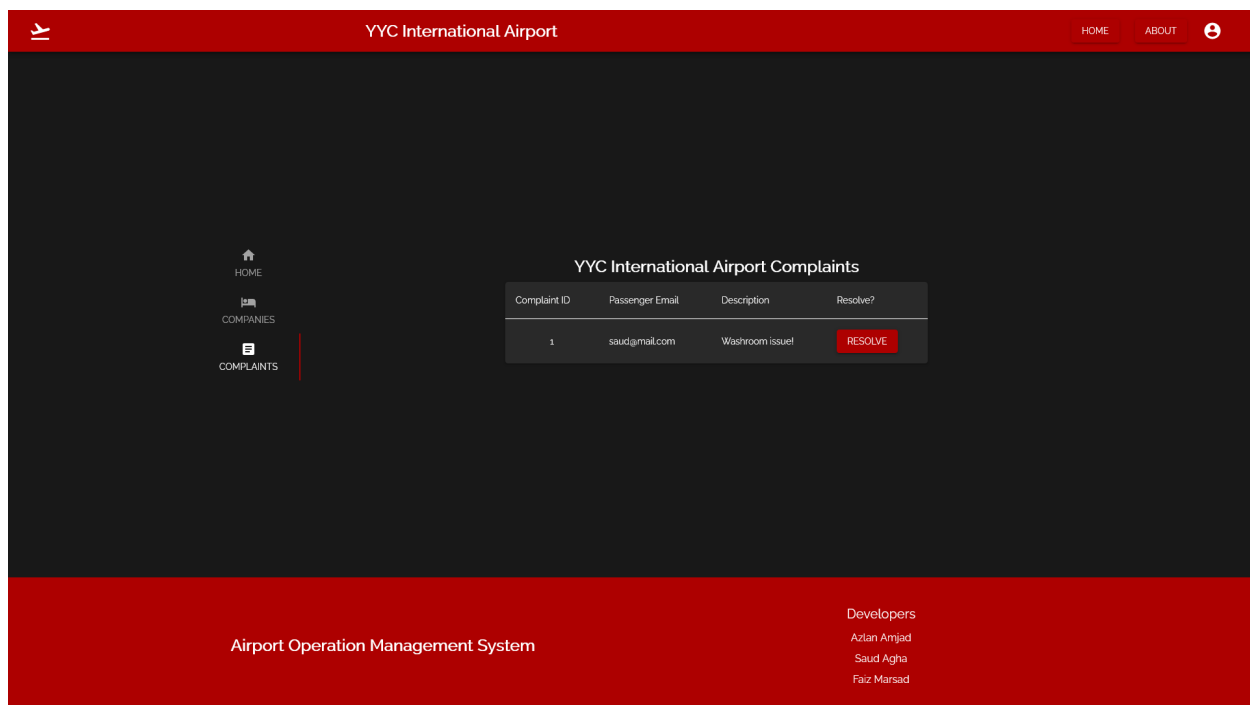 YYC International Airport
HOME
ABOUT
HOME
COMPANIES
COMPLAINTS
YYC International Airport Complaints
Complaint ID Passenger Email Description Resolve?
1 saud@mail.com Washroom issue! RESOLVE
Airport Operation Management System
Developers
Azlan Amjad
Saud Agha
Faiz Marsad